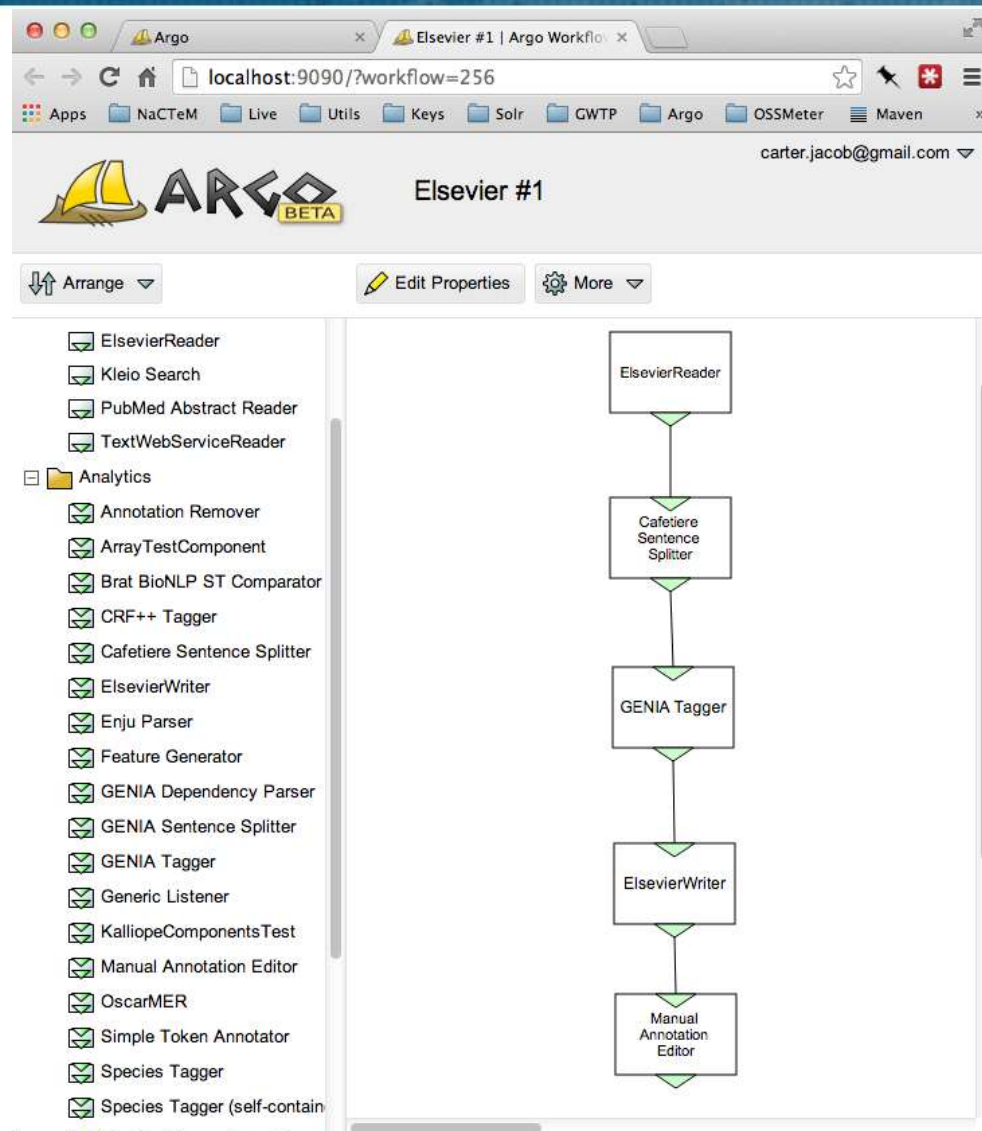 Argo
Elsevier #1 | Argo Workflov
localhost:9090/?workflow=256
Apps NaCTeM Live Utils Keys Solr GWTP Argo OSSMeter Maven »
carter.jacob@gmail.com
ARGO
BETA
Elsevier #1
Arrange
Edit Properties
More
ElsevierReader
Kleio Search
PubMed Abstract Reader
TextWebServiceReader
Analytics
Annotation Remover
ArrayTestComponent
Brat BioNLP ST Comparator
CRF++ Tagger
Cafetiere Sentence Splitter
ElsevierWriter
Enju Parser
Feature Generator
GENIA Dependency Parser
GENIA Sentence Splitter
GENIA Tagger
Generic Listener
KalliopeComponentsTest
Manual Annotation Editor
OscarMER
Simple Token Annotator
Species Tagger
Species Tagger (self-contain
ElsevierReader
Cafetiere
Sentence
Splitter
GENIA Tagger
ElsevierWriter
Manual
Annotation
Editor